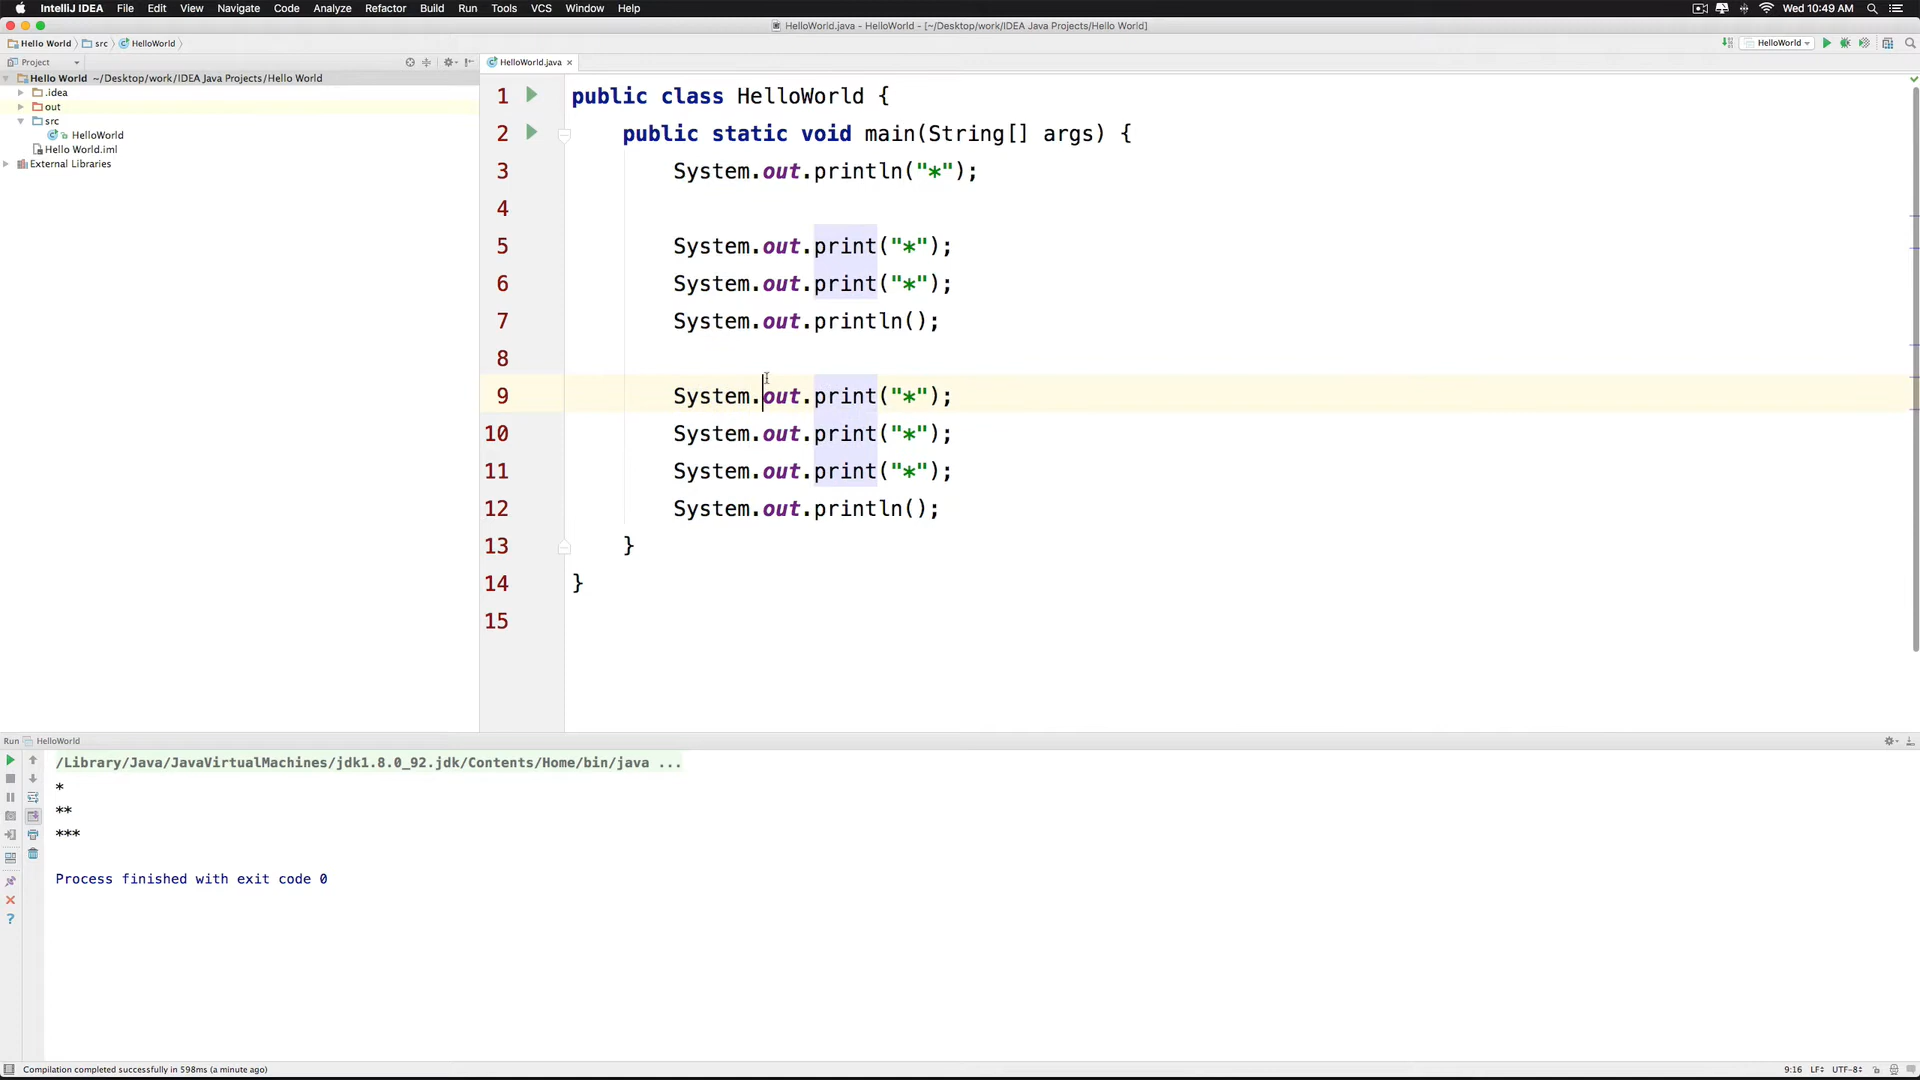 IntelliJ IDEA File Edit View Navigate Code Analyze Refactor Build Run Tools VCS Window Help Wed 10:49 AM
HelloWorld.java - HelloWorld - [~/Desktop/work/IDEA Java Projects/Hello World]
Hello World src HelloWorld HelloWorld
Project HelloWorld.java
Hello World ~/Desktop/work/IDEA Java Projects/Hello World
.idea
out
src
HelloWorld
Hello World.iml
External Libraries
1 public class HelloWorld {
2 public static void main(String[] args) {
3 System.out.println("*");
4
5 System.out.print("*");
6 System.out.print("*");
7 System.out.println();
8
9 System.out.print("*");
10 System.out.print("*");
11 System.out.print("*");
12 System.out.println();
13 }
14 }
15
Run HelloWorld
/Library/Java/JavaVirtualMachines/jdk1.8.0_92.jdk/Contents/Home/bin/java ...
*
**
***
Process finished with exit code 0
Compilation completed successfully in 598ms (a minute ago) 9:16 LF UTF-8